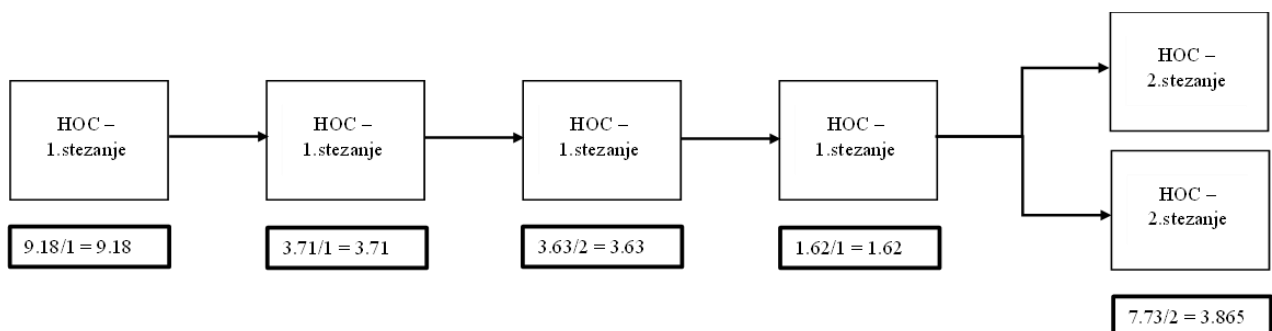 HOC –
1.stezanje
HOC –
1.stezanje
HOC –
1.stezanje
HOC –
1.stezanje
HOC –
2.stezanje
HOC –
2.stezanje
9.18/1 = 9.18
3.71/1 = 3.71
3.63/2 = 3.63
1.62/1 = 1.62
7.73/2 = 3.865